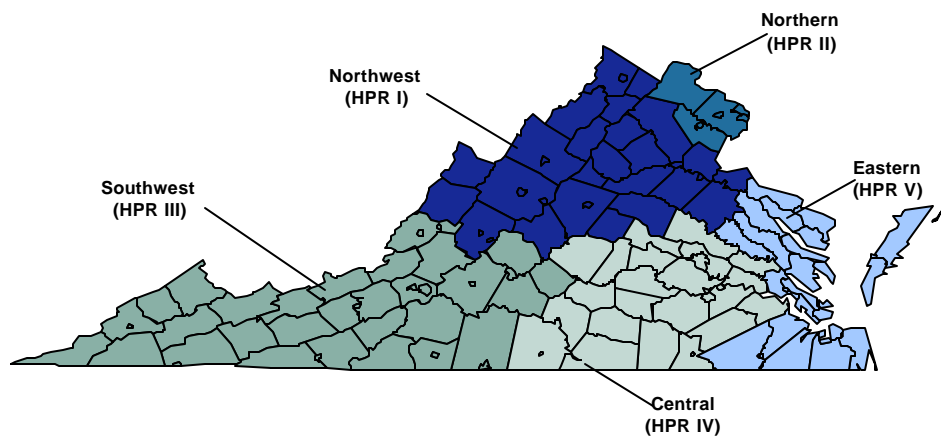 Northern
(HPR II)
Northwest
(HPR I)
Eastern
(HPR V)
Southwest
(HPR III)
Central
(HPR IV)